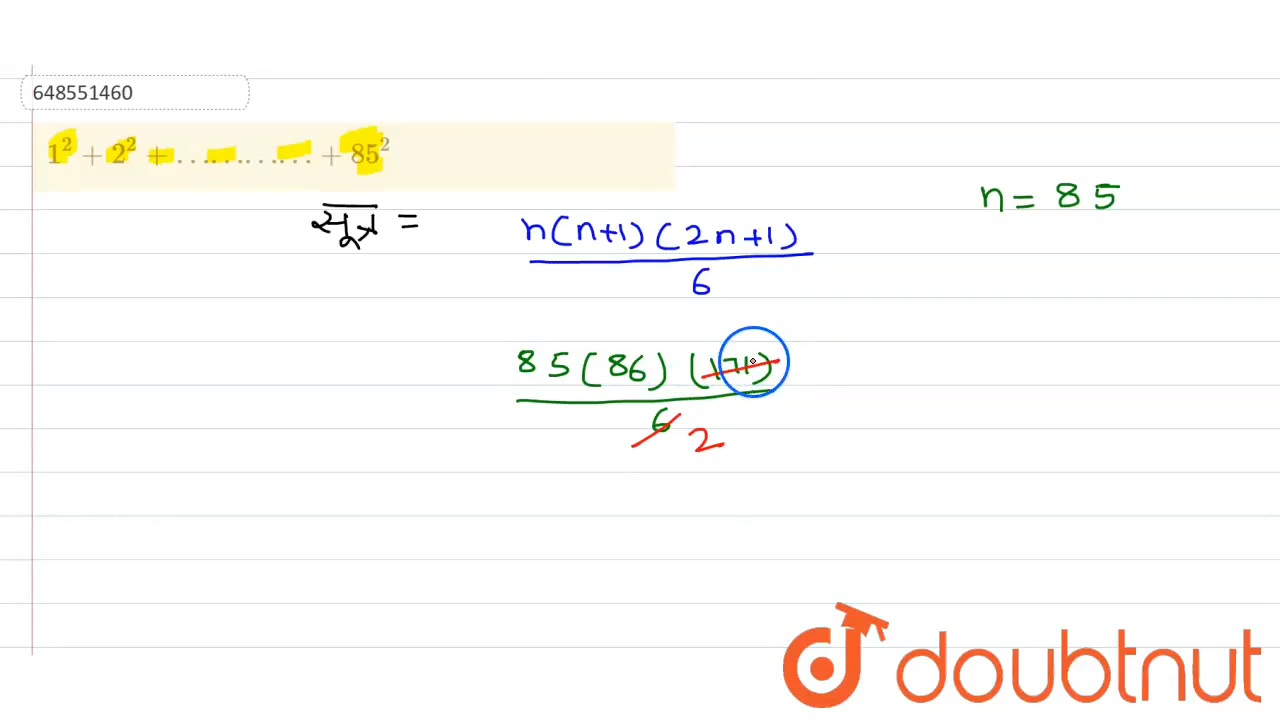 648551460
1² + 2² + ............ + 85²
n = 85
सूत्र = n(n+1)(2n+1)
6
85(86)(171)
6 2
doubtnut